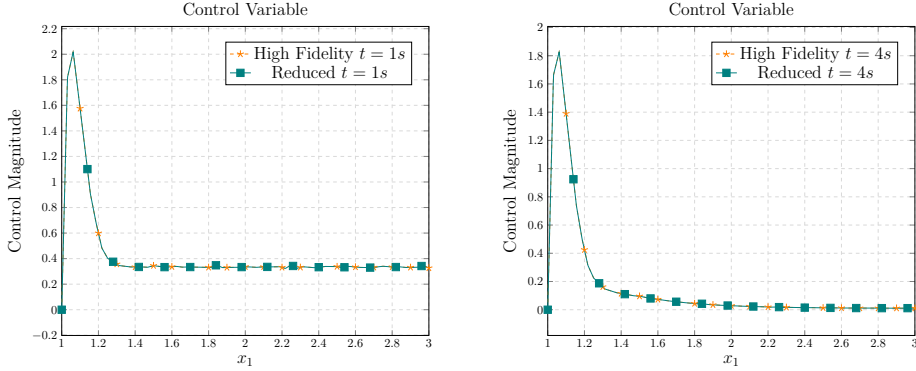 Control Variable
2.2
2
1.8
1.6
1.4
1.2
1
0.8
0.6
0.4
0.2
0
−0.2
Control Magnitude
High Fidelity t = 1s
Reduced t = 1s
1 1.2 1.4 1.6 1.8 2 2.2 2.4 2.6 2.8 3
x1
Control Variable
2
1.8
1.6
1.4
1.2
1
0.8
0.6
0.4
0.2
0
Control Magnitude
High Fidelity t = 4s
Reduced t = 4s
1 1.2 1.4 1.6 1.8 2 2.2 2.4 2.6 2.8 3
x1